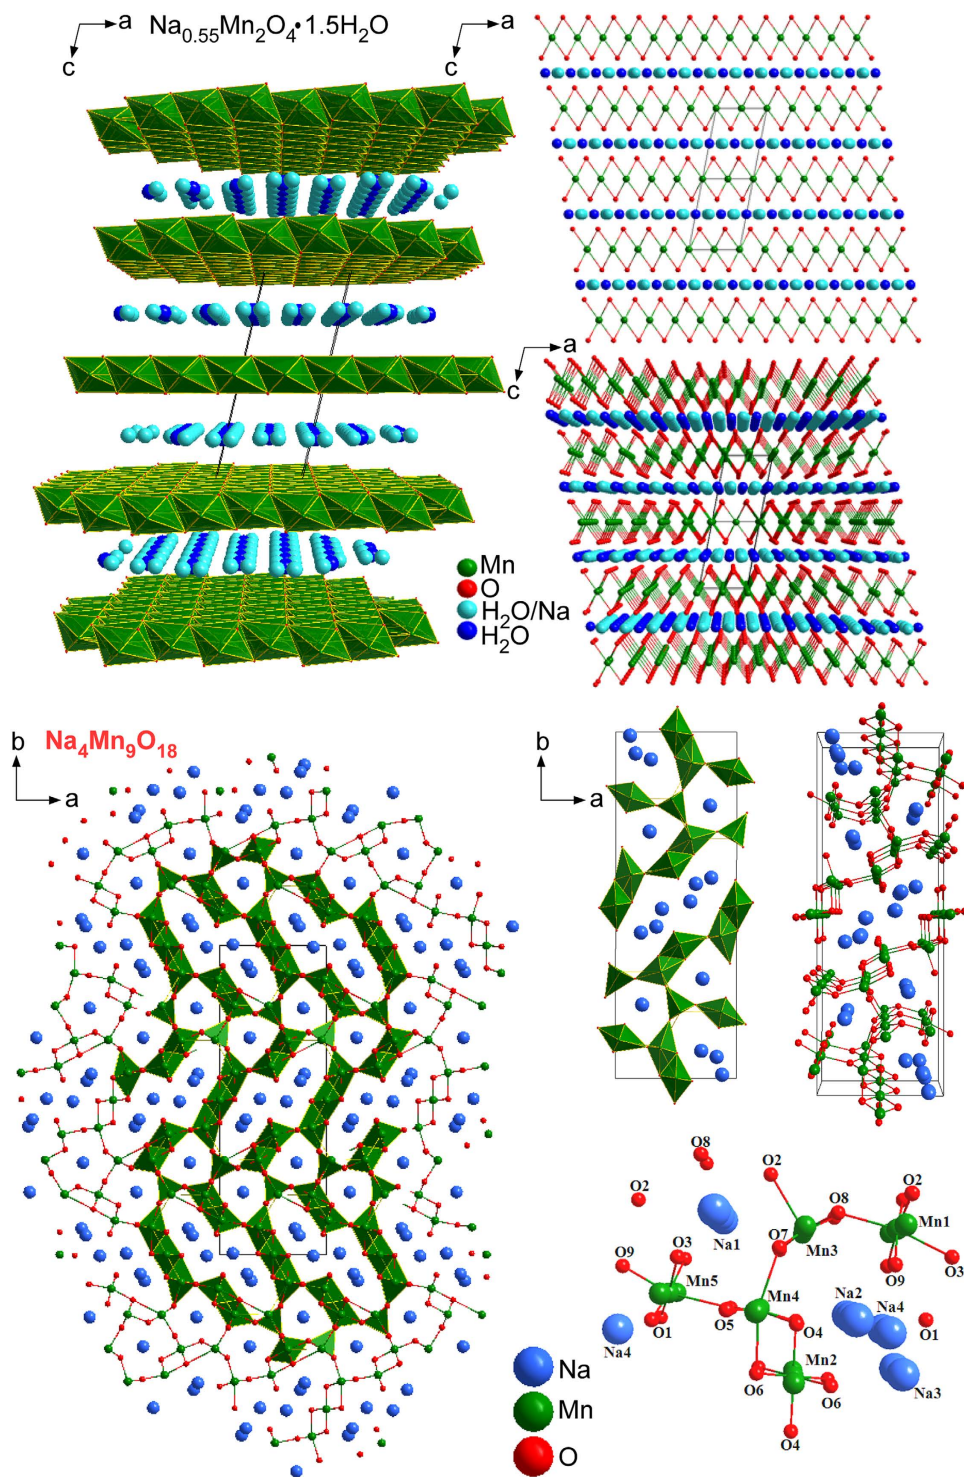 a
Na0.55Mn2O4•1.5H2O
c
a
c
a
c
Mn
O
H2O/Na
H2O
b
Na4Mn9O18
a
b
a
O8
O2
O2
O2
O8
Mn1
Na1
O7
Mn3
O9
O3
O9
O3
Mn5
Mn4
Na2
Na4
O1
O5
O4
O1
Na4
Mn2
O6
O6
Na3
O4
Na
Mn
O